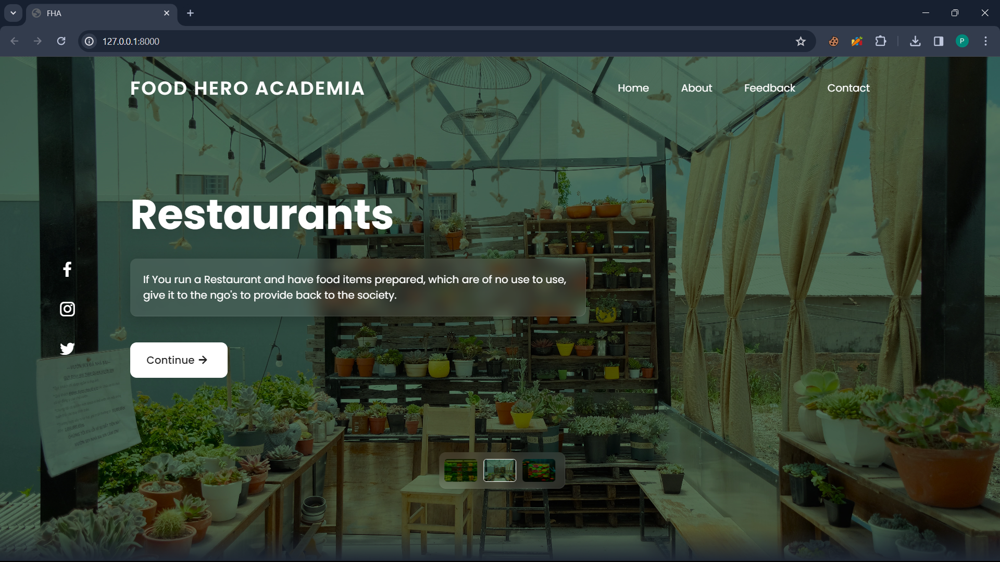 FHA
127.0.0.1:8000
P
FOOD HERO ACADEMIA
Home
About
Feedback
Contact
Restaurants
If You run a Restaurant and have food items prepared, which are of no use to use,
give it to the ngo's to provide back to the society.
Continue →